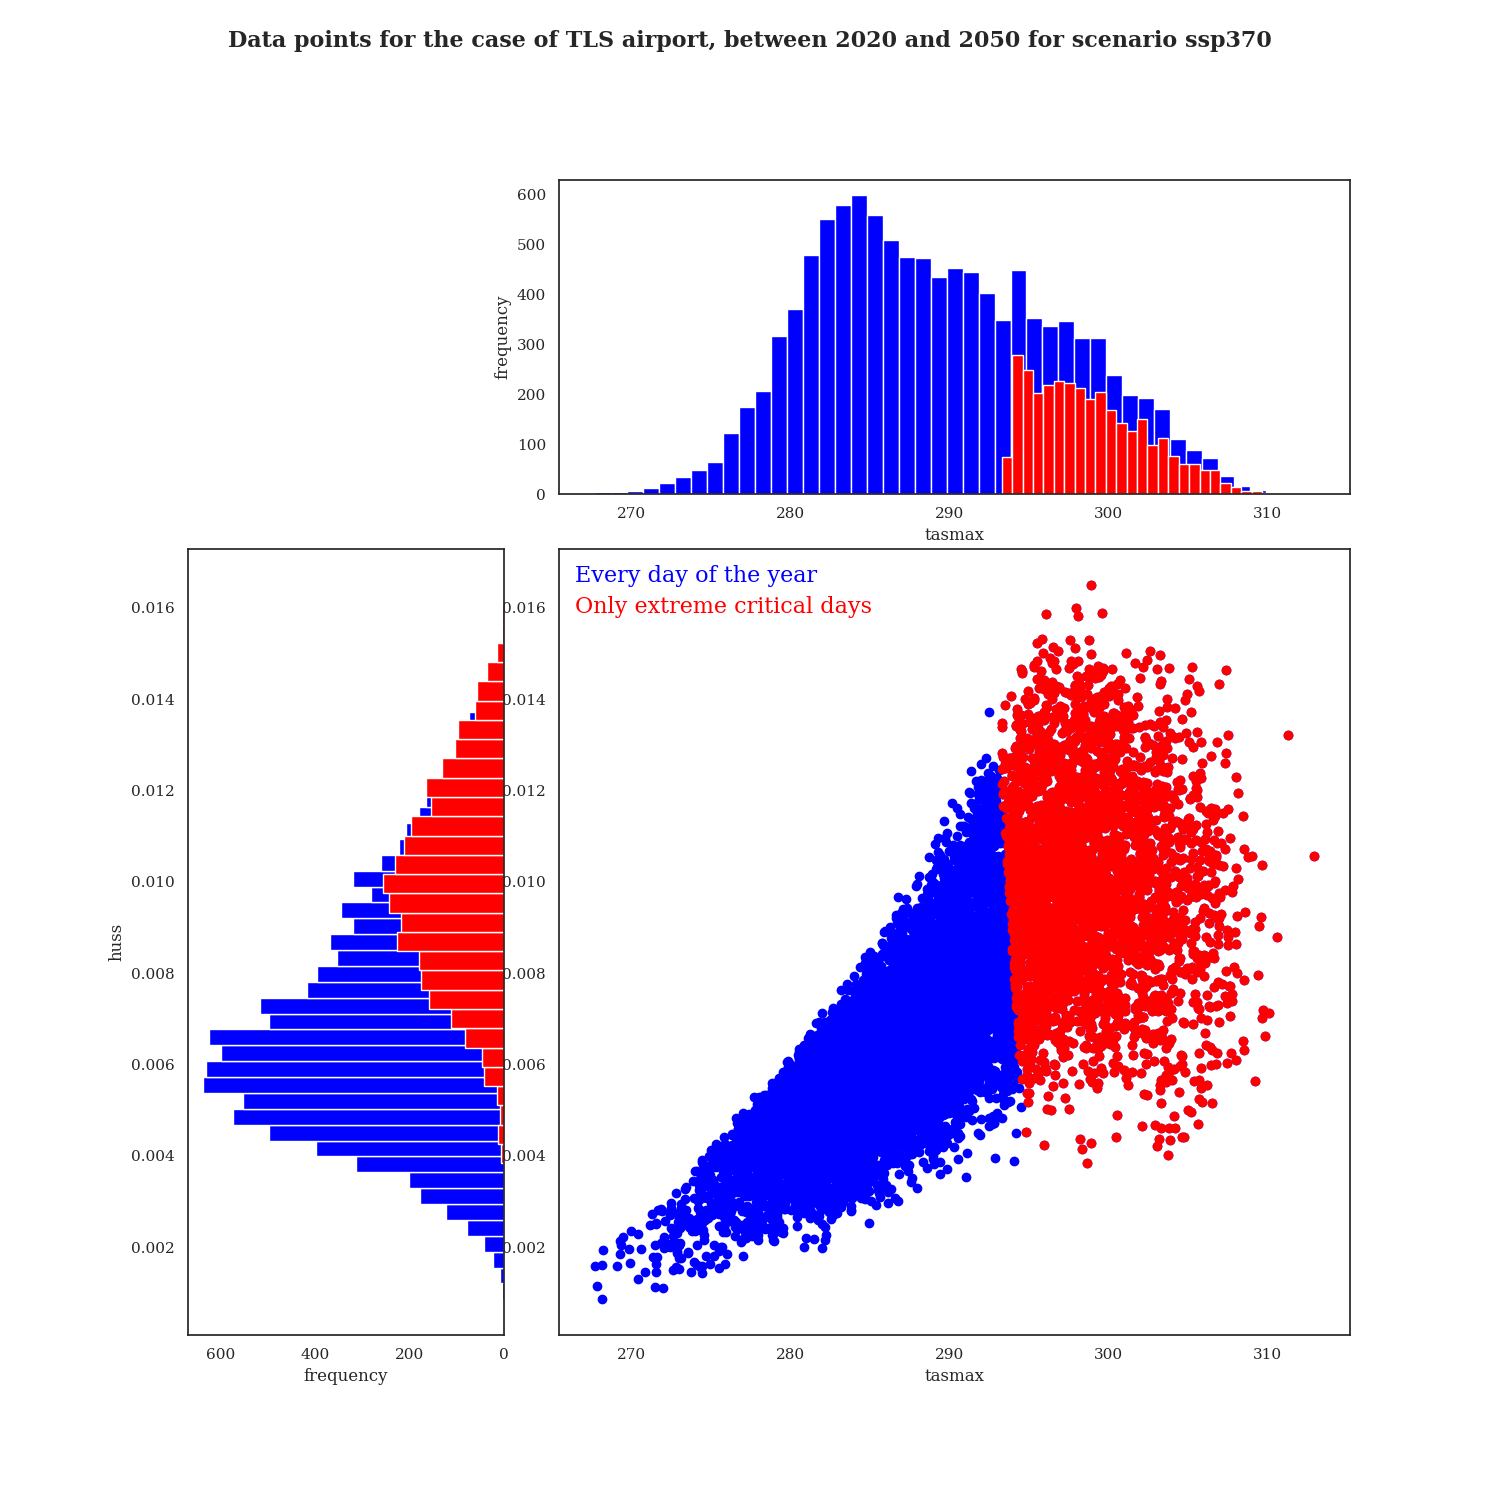 Data points for the case of TLS airport, between 2020 and 2050 for scenario ssp370
600
500
400
300
200
100
0
frequency
270 280 290 300 310
tasmax
0.016
0.014
0.012
0.010
0.008
0.006
0.004
0.002
huss
600 400 200 0
frequency
Every day of the year
Only extreme critical days
0.016
0.014
0.012
0.010
0.008
0.006
0.004
0.002
270 280 290 300 310
tasmax